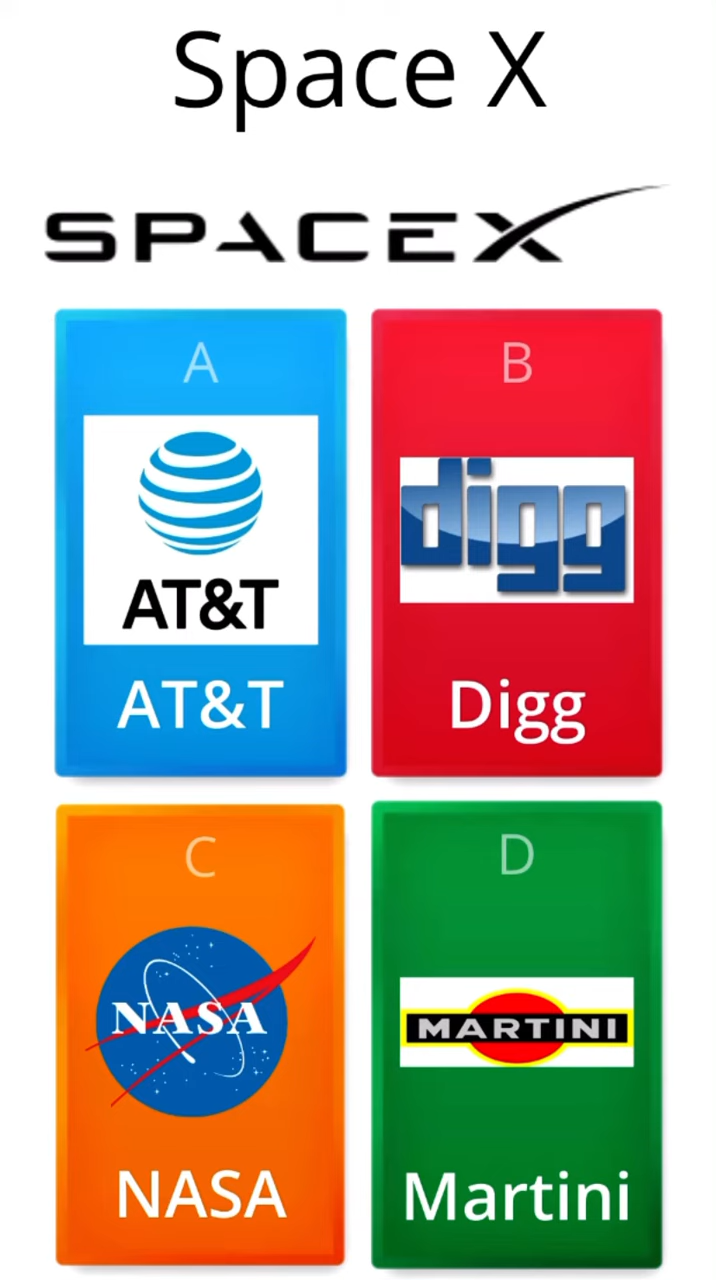 Space X
SPACEX
A
AT&T
AT&T
B
digg
Digg
C
NASA
NASA
D
MARTINI
Martini